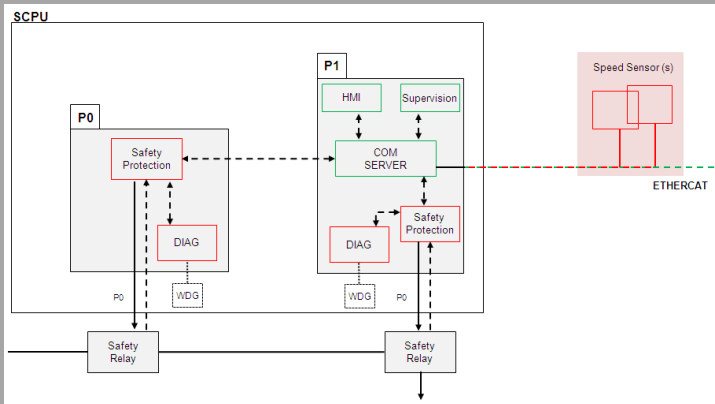 SCPU
P1
Speed Sensor (s)
HMI
Supervision
P0
Safety
Protection
COM
SERVER
ETHERCAT
Safety
Protection
DIAG
DIAG
WDG
WDG
P0
P0
Safety
Relay
Safety
Relay